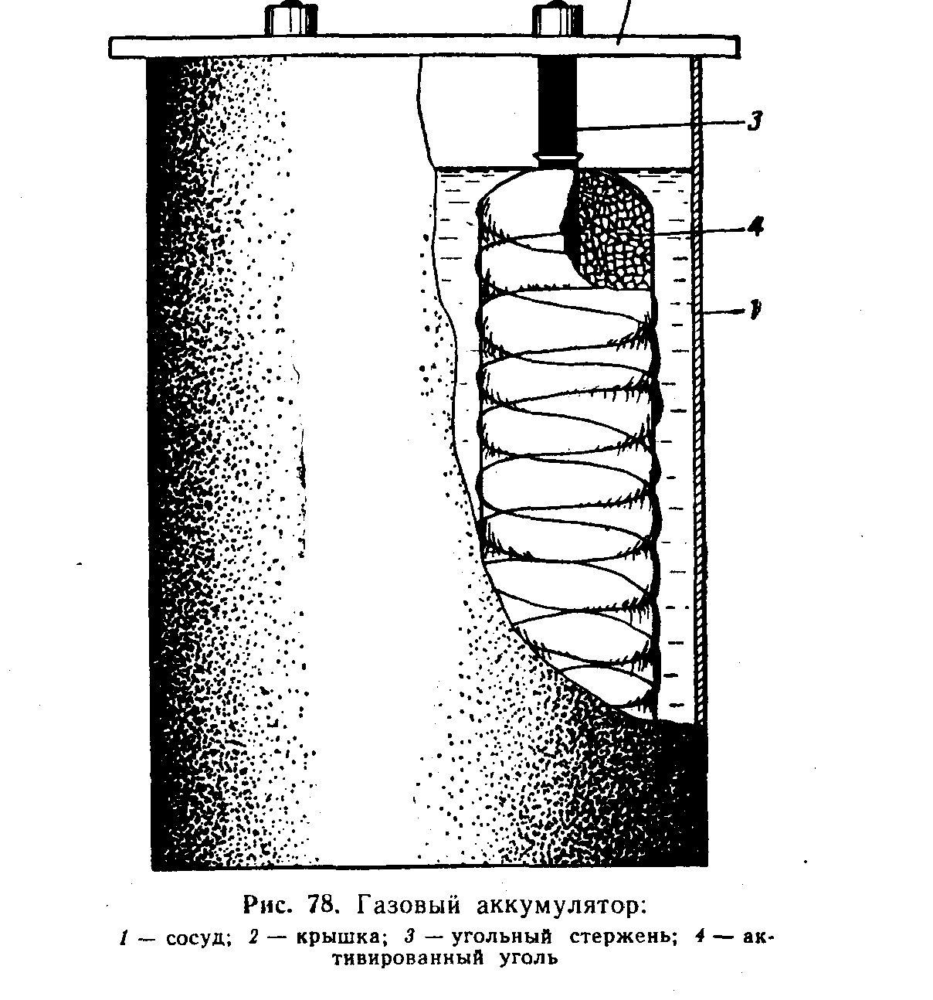 3
4
1
Рис. 78. Газовый аккумулятор:
1 — сосуд; 2 — крышка; 3 — угольный стержень; 4 — ак-
тивированный уголь